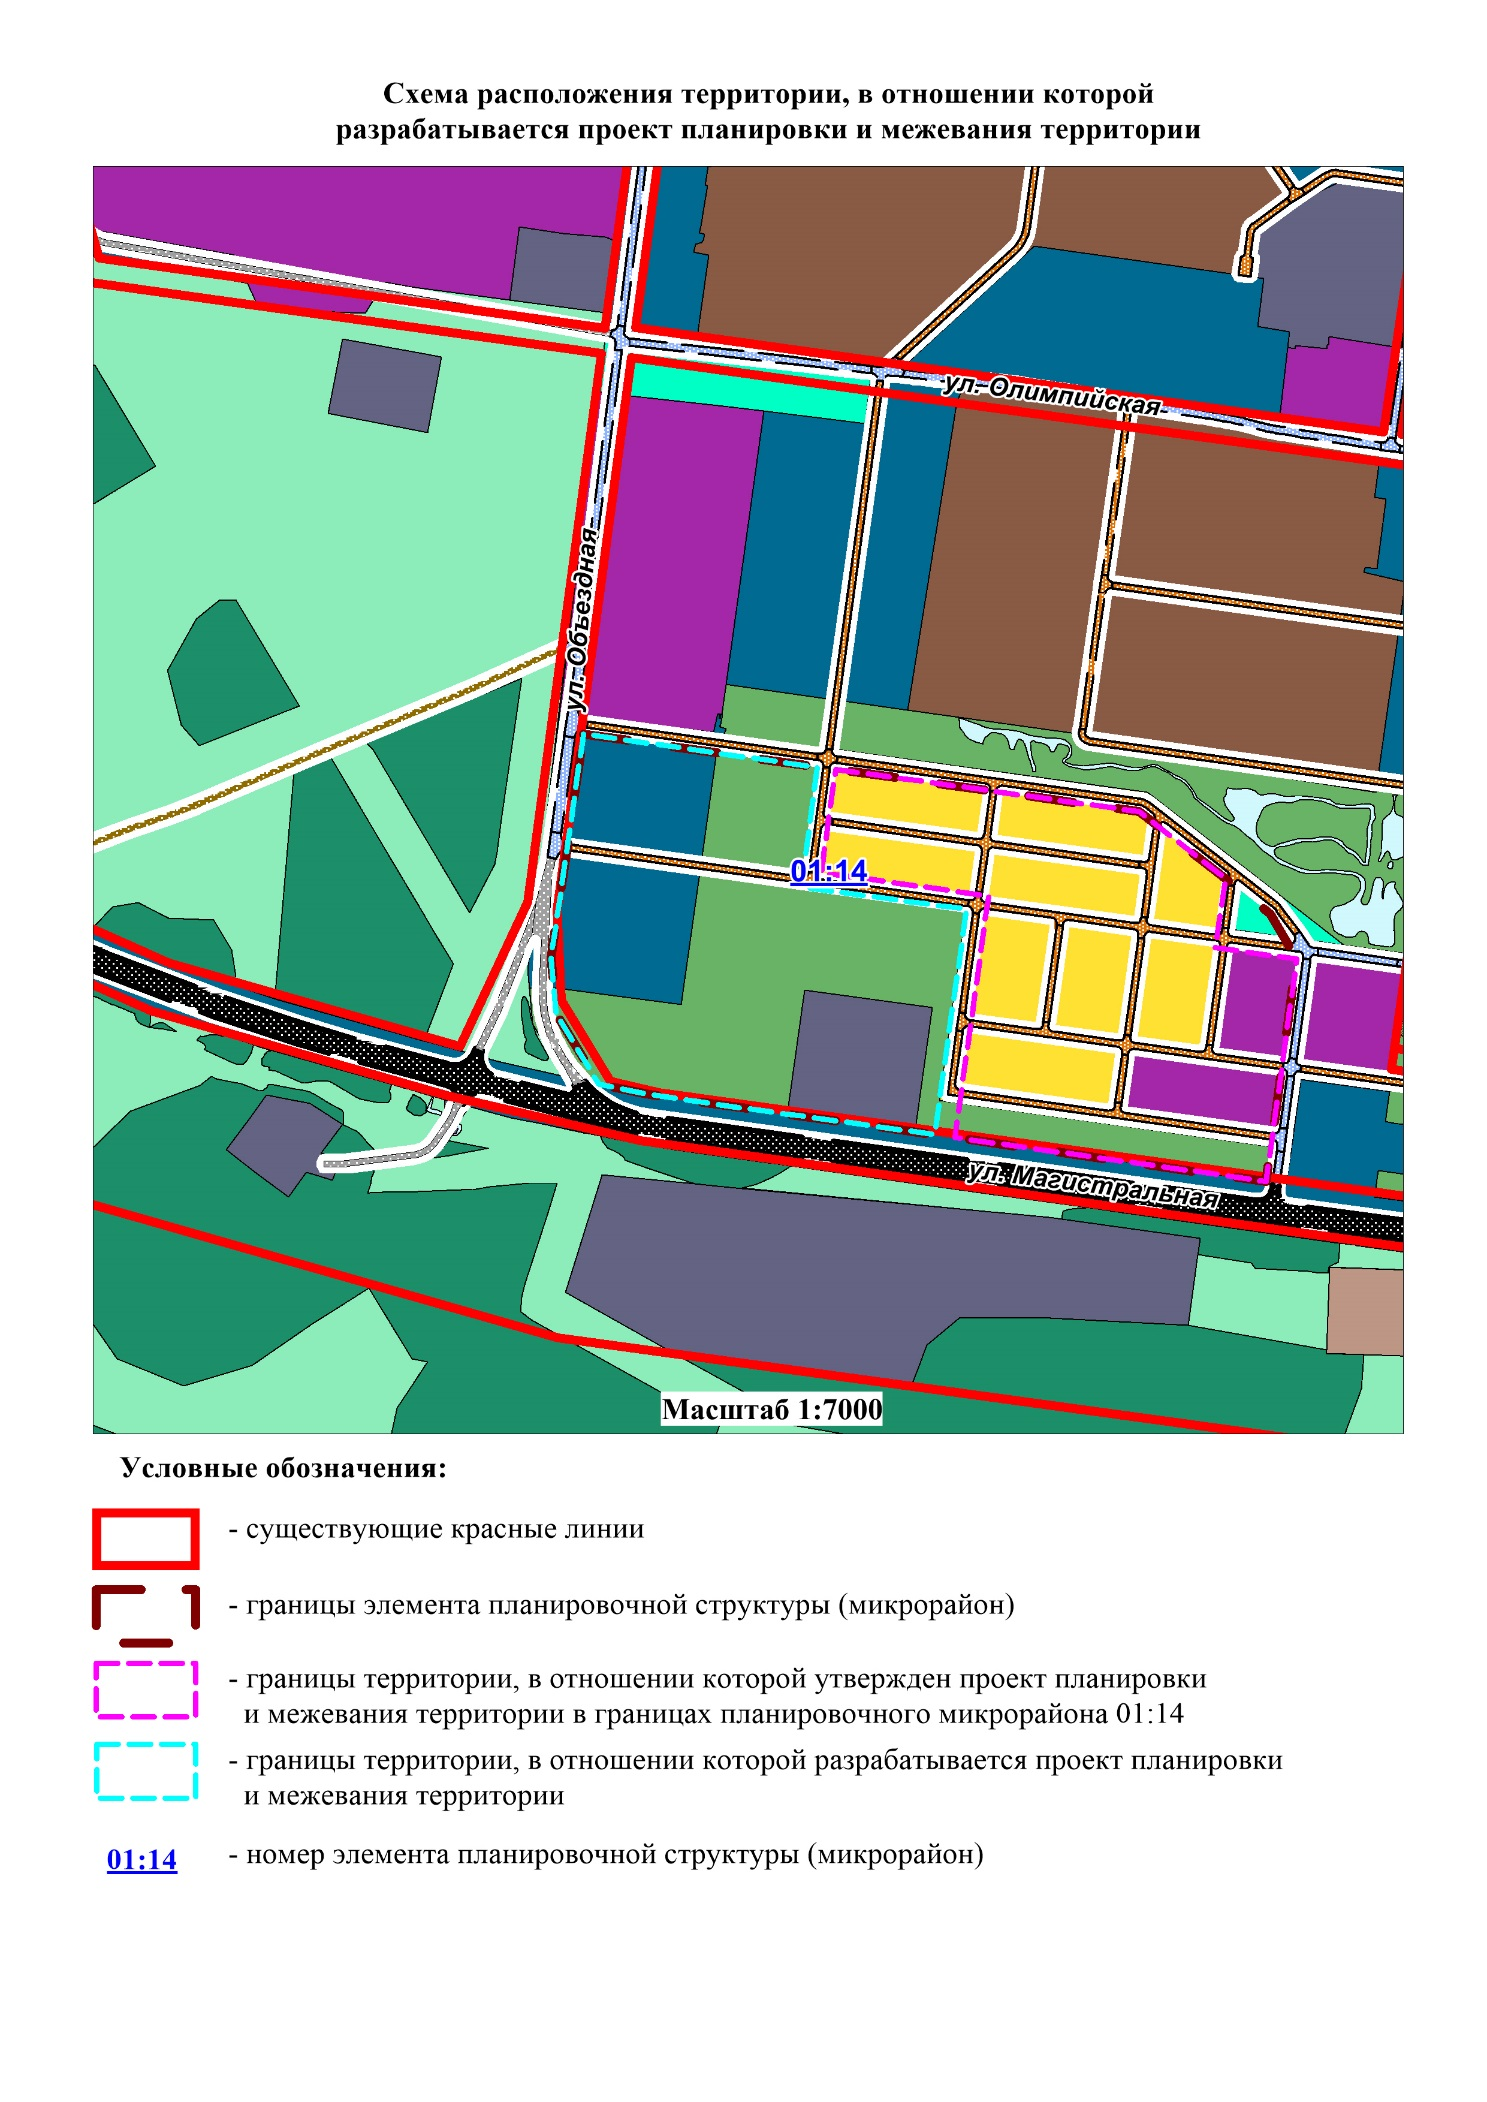 Схема расположения территории, в отношении которой
разрабатывается проект планировки и межевания территории
ул. Олимпийская
ул. Объездная
01:14
ул. Магистральная
Масштаб 1:7000
Условные обозначения:
- существующие красные линии
- границы элемента планировочной структуры (микрорайон)
- границы территории, в отношении которой утвержден проект планировки
и межевания территории в границах планировочного микрорайона 01:14
- границы территории, в отношении которой разрабатывается проект планировки
и межевания территории
01:14 - номер элемента планировочной структуры (микрорайон)